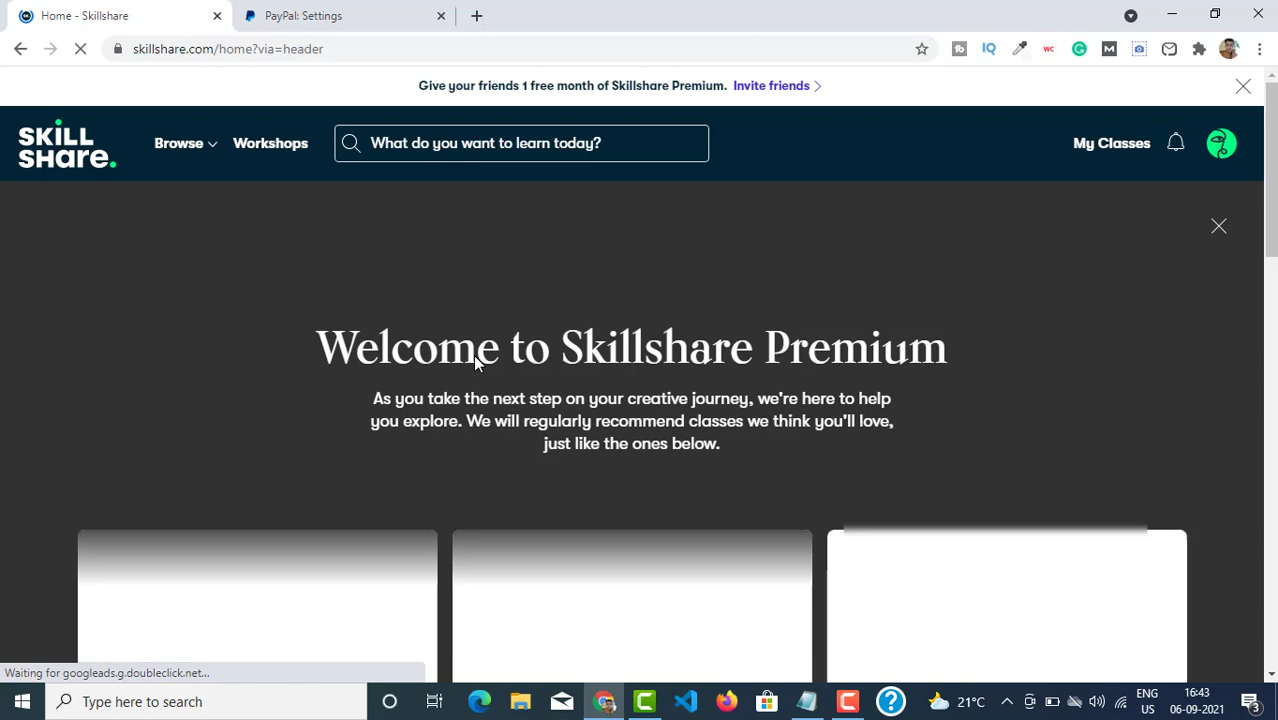 Home - Skillshare
PayPal: Settings
skillshare.com/home?via=header
IQ
WC
Give your friends 1 free month of Skillshare Premium. Invite friends
SKILL
SHARE.
Browse
Workshops
What do you want to learn today?
My Classes
Welcome to Skillshare Premium
As you take the next step on your creative journey, we're here to help
you explore. We will regularly recommend classes we think you'll love,
just like the ones below.
Waiting for googleads.g.doubleclick.net...
Type here to search
21°C
ENG
US
16:43
06-09-2021
3